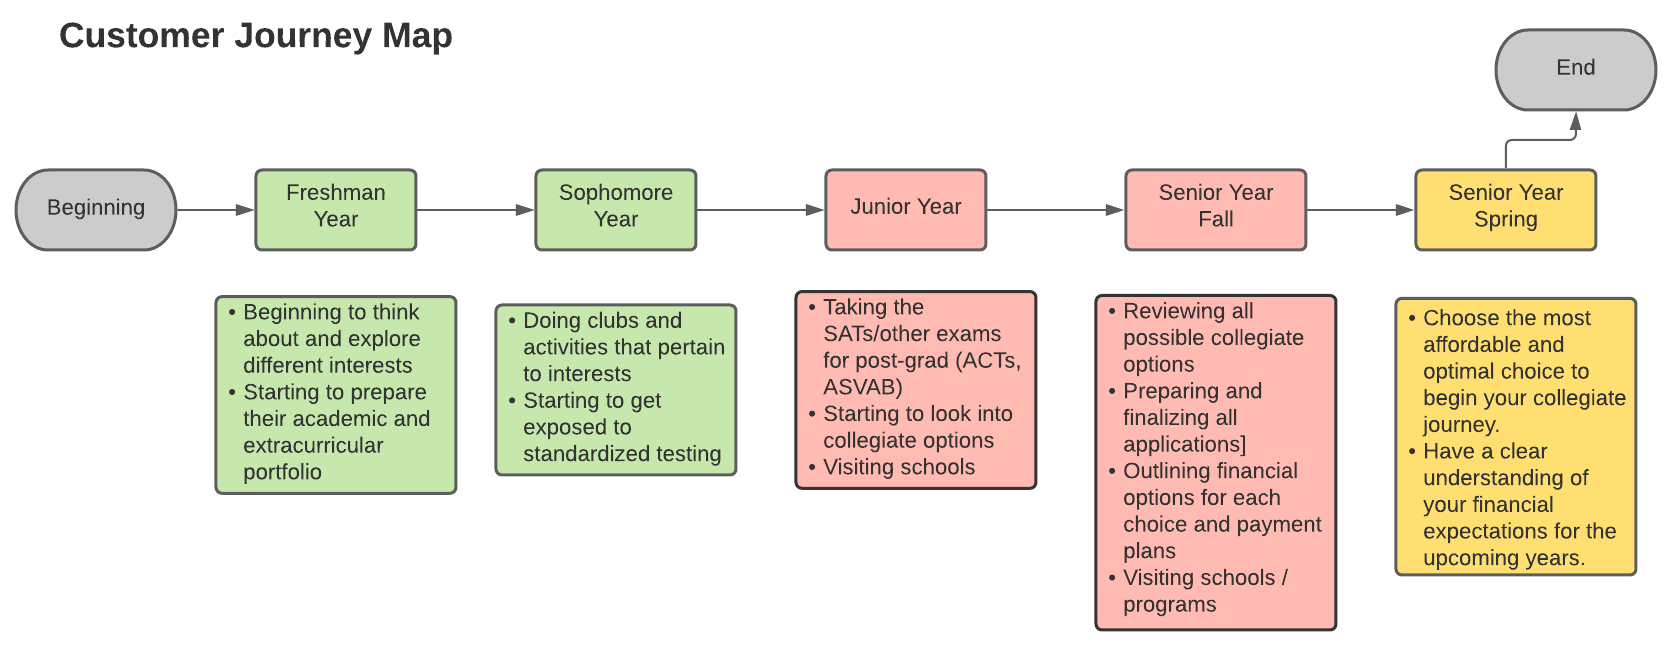 Customer Journey Map
End
Beginning
Freshman
Year
Sophomore
Year
Junior Year
Senior Year
Fall
Senior Year
Spring
• Beginning to think
about and explore
different interests
• Starting to prepare
their academic and
extracurricular
portfolio
• Doing clubs and
activities that pertain
to interests
• Starting to get
exposed to
standardized testing
• Taking the
SATs/other exams
for post-grad (ACTs,
ASVAB)
• Starting to look into
collegiate options
• Visiting schools
• Reviewing all
possible collegiate
options
• Preparing and
finalizing all
applications]
• Outlining financial
options for each
choice and payment
plans
• Visiting schools /
programs
• Choose the most
affordable and
optimal choice to
begin your collegiate
journey.
• Have a clear
understanding of
your financial
expectations for the
upcoming years.